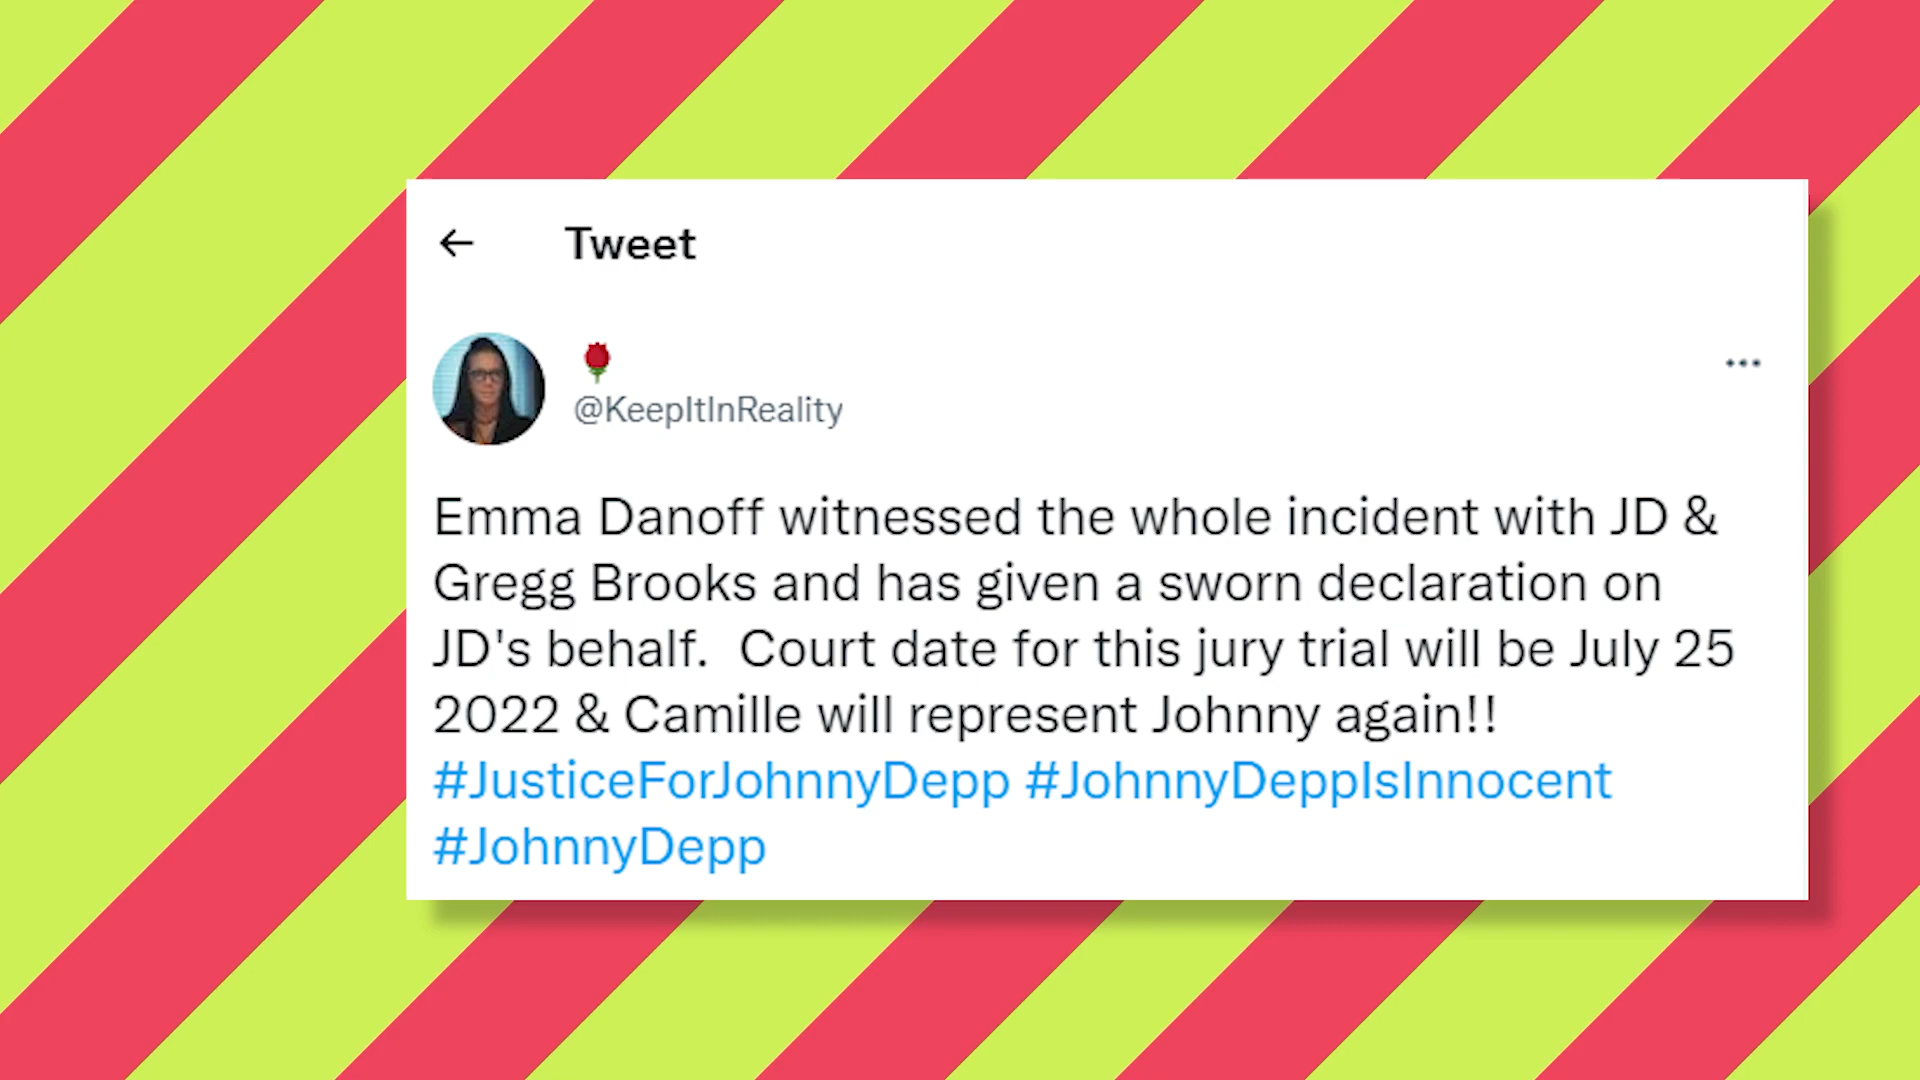 Tweet
@KeepItInReality
Emma Danoff witnessed the whole incident with JD &
Gregg Brooks and has given a sworn declaration on
JD's behalf.  Court date for this jury trial will be July 25
2022 & Camille will represent Johnny again!!
#JusticeForJohnnyDepp #JohnnyDeppIsInnocent
#JohnnyDepp